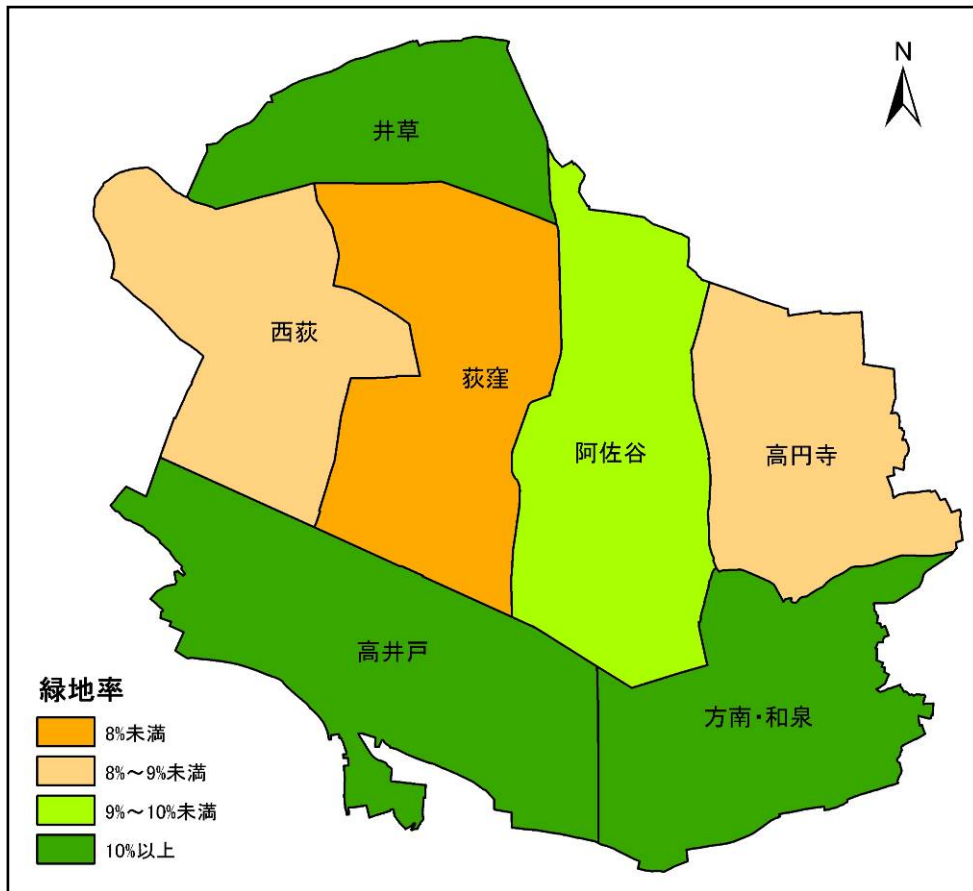 N
井草
西荻
荻窪
阿佐谷
高円寺
高井戸
方南・和泉
緑地率
8%未満
8%～9%未満
9%～10%未満
10%以上